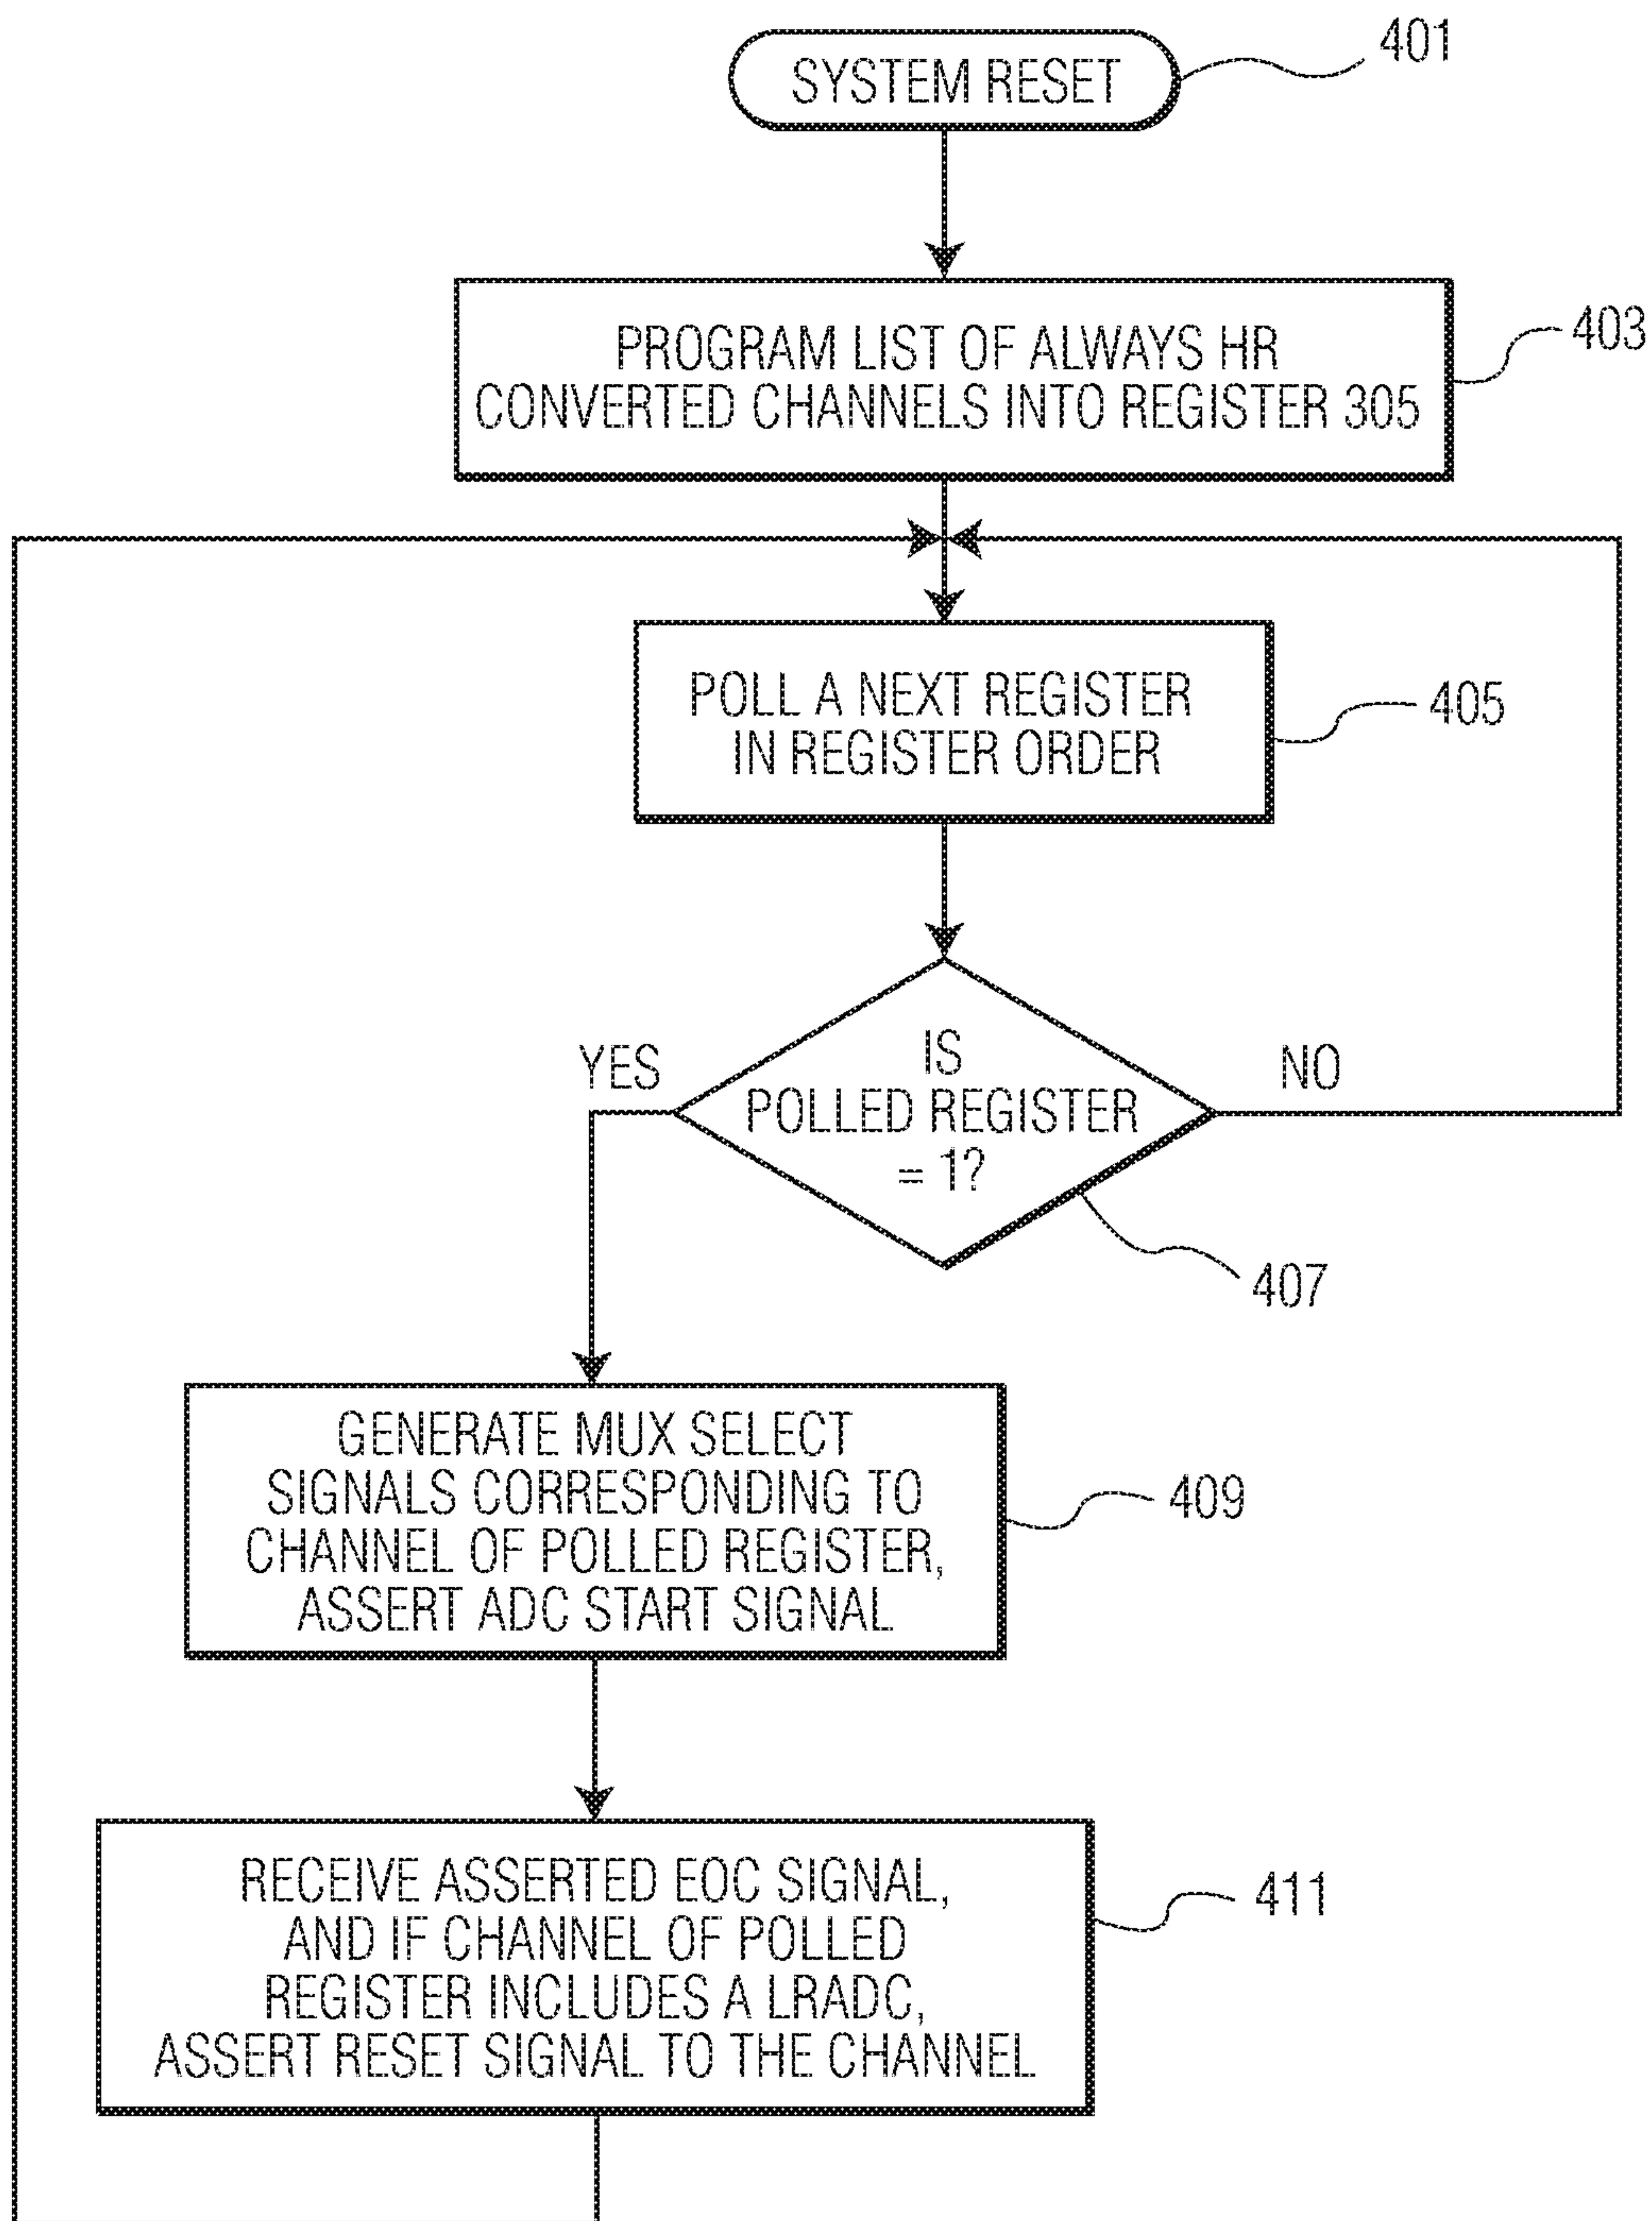 SYSTEM RESET
401
PROGRAM LIST OF ALWAYS HR
CONVERTED CHANNELS INTO REGISTER 305
403
POLL A NEXT REGISTER
IN REGISTER ORDER
405
YES
IS
POLLED REGISTER
= 1?
NO
407
GENERATE MUX SELECT
SIGNALS CORRESPONDING TO
CHANNEL OF POLLED REGISTER,
ASSERT ADC START SIGNAL
409
RECEIVE ASSERTED EOC SIGNAL,
AND IF CHANNEL OF POLLED
REGISTER INCLUDES A LRADC,
ASSERT RESET SIGNAL TO THE CHANNEL
411